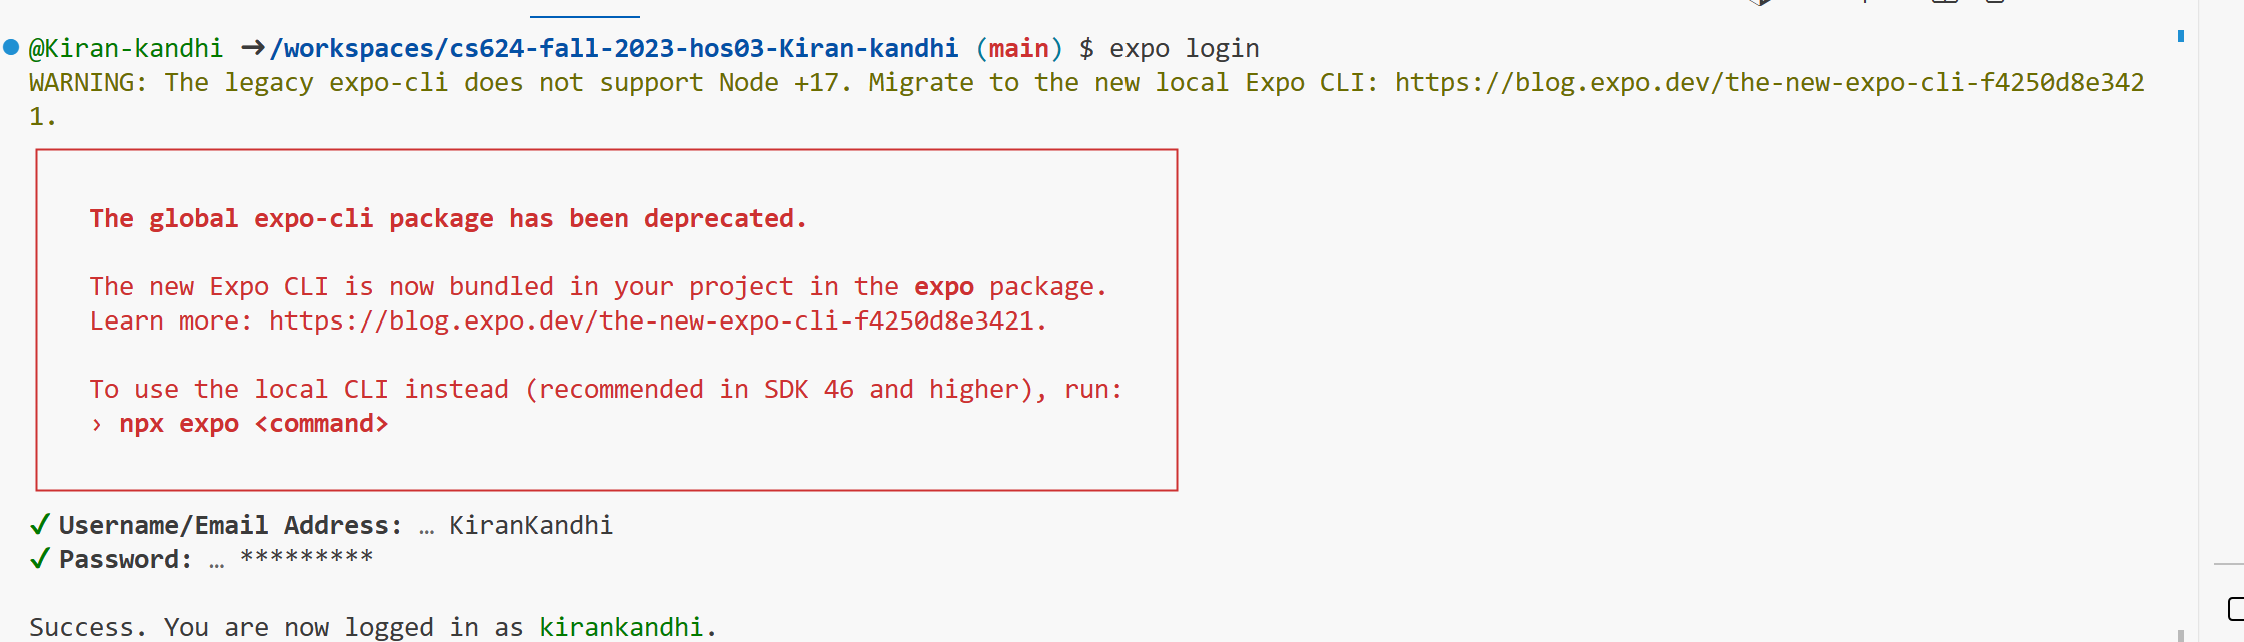 @Kiran-kandhi ➜ /workspaces/cs624-fall-2023-hos03-Kiran-kandhi (main) $ expo login
WARNING: The legacy expo-cli does not support Node +17. Migrate to the new local Expo CLI: https://blog.expo.dev/the-new-expo-cli-f4250d8e342
1.
The global expo-cli package has been deprecated.
The new Expo CLI is now bundled in your project in the expo package.
Learn more: https://blog.expo.dev/the-new-expo-cli-f4250d8e3421.
To use the local CLI instead (recommended in SDK 46 and higher), run:
› npx expo <command>
✓ Username/Email Address: … KiranKandhi
✓ Password: … *********
Success. You are now logged in as kirankandhi.